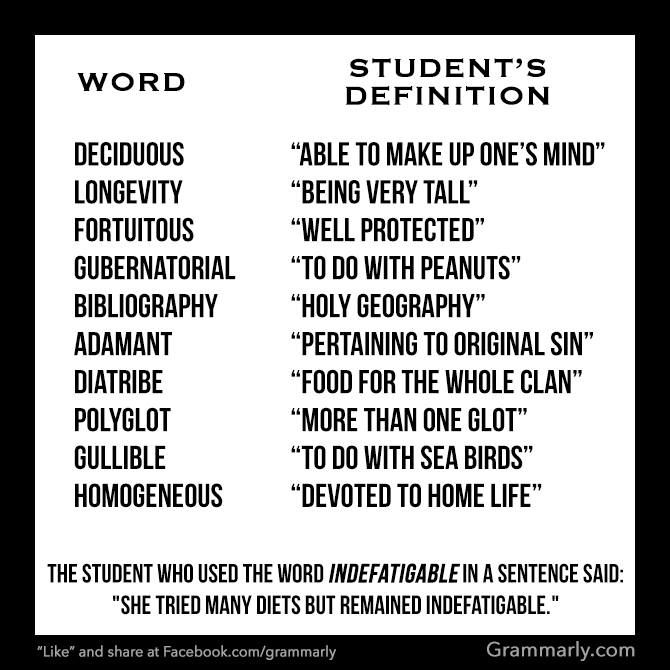 WORD STUDENT'S DEFINITION
DECIDUOUS "ABLE TO MAKE UP ONE'S MIND"
LONGEVITY "BEING VERY TALL"
FORTUITOUS "WELL PROTECTED"
GUBERNATORIAL "TO DO WITH PEANUTS"
BIBLIOGRAPHY "HOLY GEOGRAPHY"
ADAMANT "PERTAINING TO ORIGINAL SIN"
DIATRIBE "FOOD FOR THE WHOLE CLAN"
POLYGLOT "MORE THAN ONE GLOT"
GULLIBLE "TO DO WITH SEA BIRDS"
HOMOGENEOUS "DEVOTED TO HOME LIFE"
THE STUDENT WHO USED THE WORD INDEFATIGABLE IN A SENTENCE SAID:
"SHE TRIED MANY DIETS BUT REMAINED INDEFATIGABLE."
"Like" and share at Facebook.com/grammarly Grammarly.com